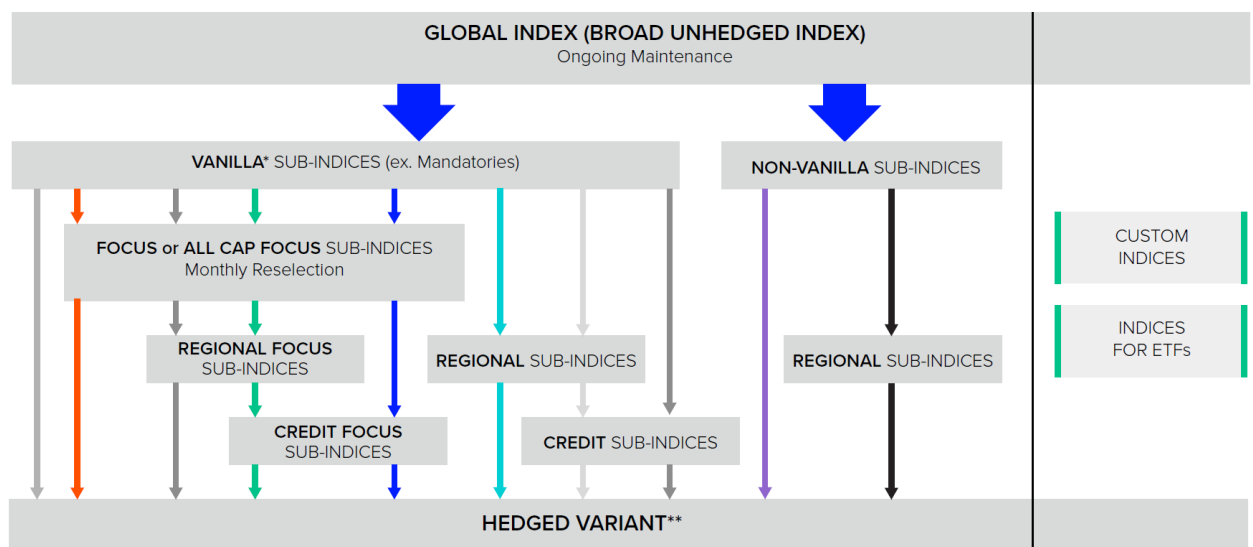 GLOBAL INDEX (BROAD UNHEDGED INDEX)
Ongoing Maintenance
VANILLA* SUB-INDICES (ex. Mandatories)
NON-VANILLA SUB-INDICES
FOCUS or ALL CAP FOCUS SUB-INDICES
Monthly Reselection
CUSTOM
INDICES
REGIONAL FOCUS
SUB-INDICES
REGIONAL SUB-INDICES
REGIONAL SUB-INDICES
INDICES
FOR ETFs
CREDIT FOCUS
SUB-INDICES
CREDIT SUB-INDICES
HEDGED VARIANT**